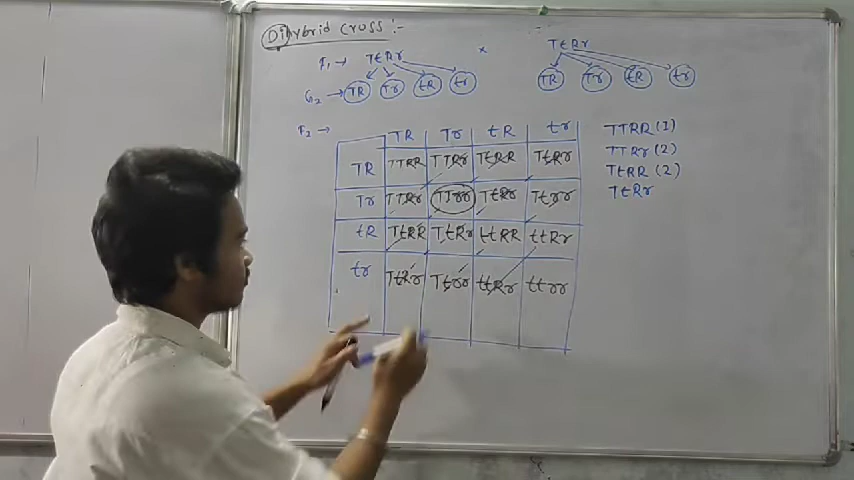 Dihybrid Cross :-
F₁ → TtRr × TtRr
G₂ → TR Tr tR tr TR Tr tR tr
F₂ →
TR Tr tR tr
TR TTRR TTRr TtRR TtRr
Tr TTRr TTrr TtRr Ttrr
tR TtRR TtRr ttRR ttRr
tr TtRr Ttrr ttRr ttrr
TTRR (1)
TTRr (2)
TtRR (2)
TtRr